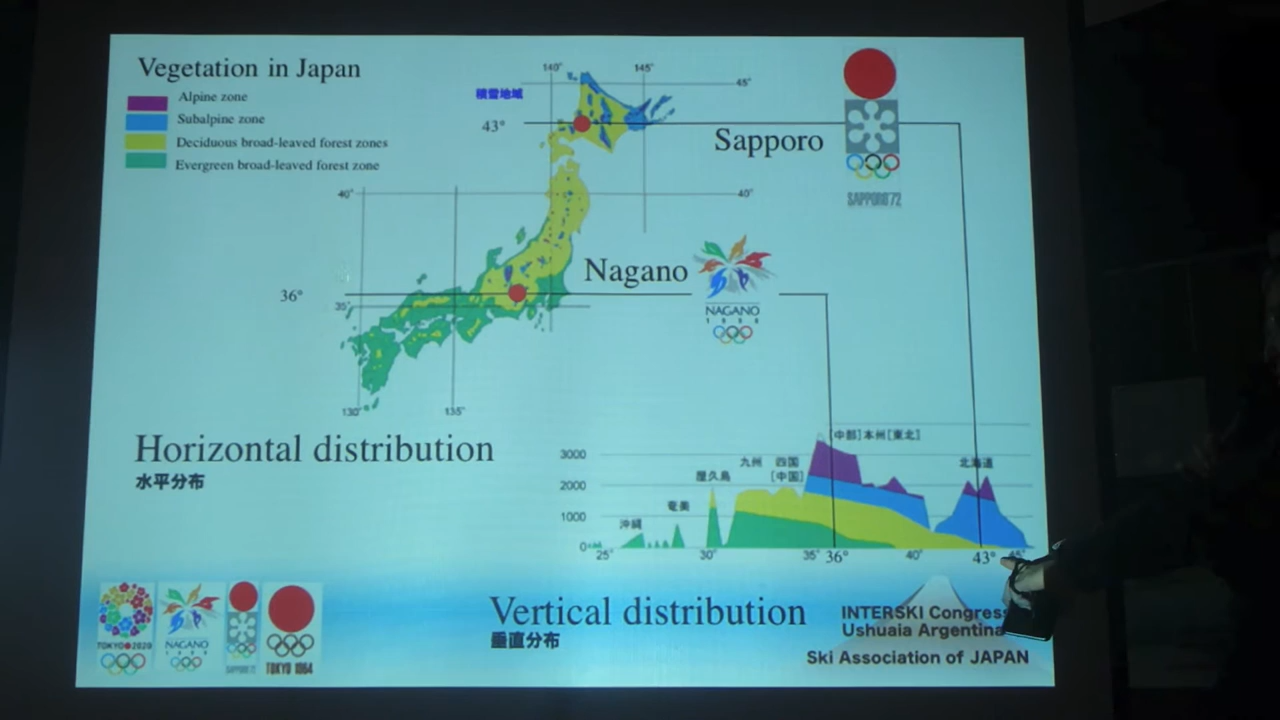 Vegetation in Japan
Alpine zone
Subalpine zone
Deciduous broad-leaved forest zones
Evergreen broad-leaved forest zone
積雪地域
140°
145°
45°
43°
Sapporo
SAPPORO 72
40°
40°
Nagano
NAGANO
1998
36°
35°
130°
135°
Horizontal distribution
水平分布
[中部]本州[東北]
九州
四国
[中国]
北海道
屋久島
奄美
沖縄
3000
2000
1000
0
25°
30°
35°
36°
40°
43°
45°
Vertical distribution
垂直分布
TOKYO 2020
NAGANO
1998
SAPPORO 72
TOKYO 1964
INTERSKI Congress
Ushuaia Argentina
Ski Association of JAPAN